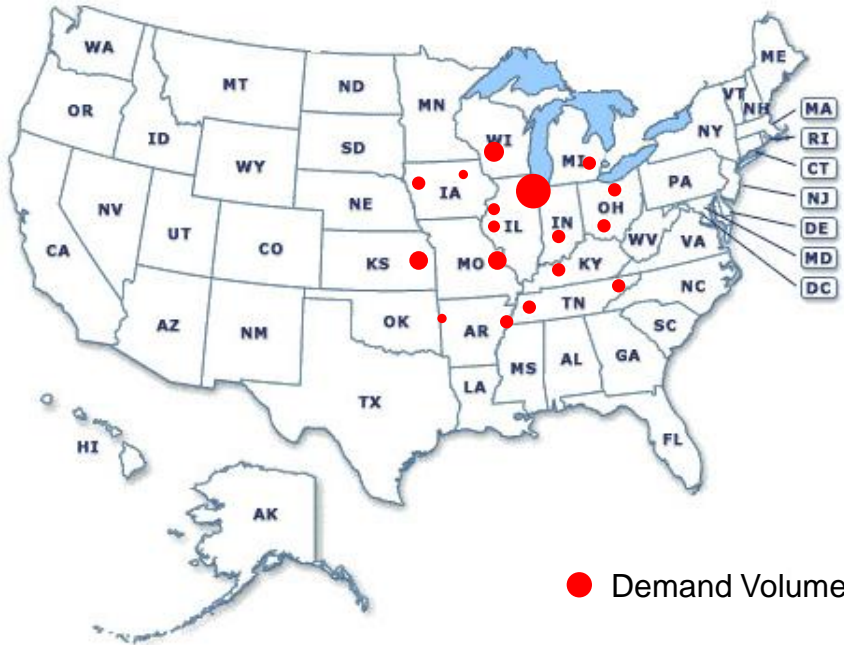 WA
MT
ND
MN
ME
VT
NH
OR
ID
SD
WI
MI
NY
MA
RI
CT
WY
IA
PA
NJ
NV
NE
IL
IN
OH
DE
CA
UT
CO
KS
MO
KY
WV
VA
MD
DC
AZ
NM
OK
AR
TN
NC
SC
TX
LA
MS
AL
GA
FL
HI
AK
Demand Volume